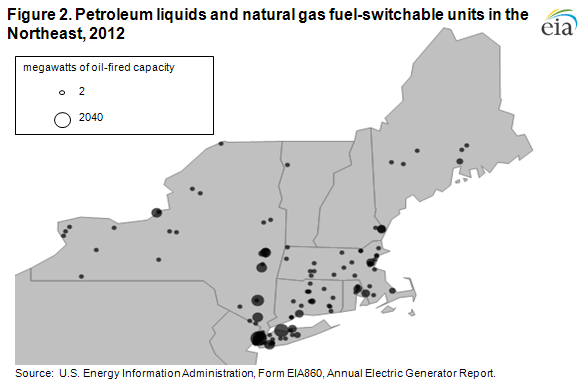 Figure 2. Petroleum liquids and natural gas fuel-switchable units in the
Northeast, 2012
eia
megawatts of oil-fired capacity
2
2040
Source:  U.S. Energy Information Administration, Form EIA860, Annual Electric Generator Report.